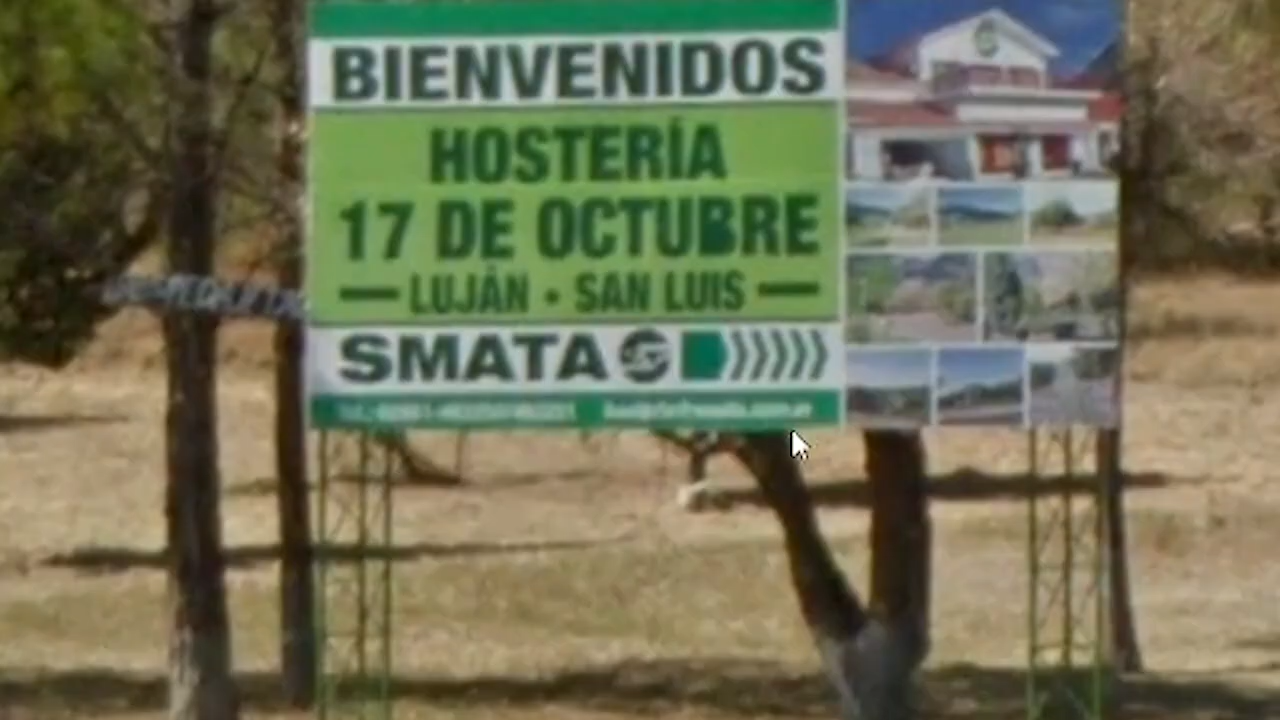 BIENVENIDOS
HOSTERÍA
17 DE OCTUBRE
LUJÁN • SAN LUIS
SMATA